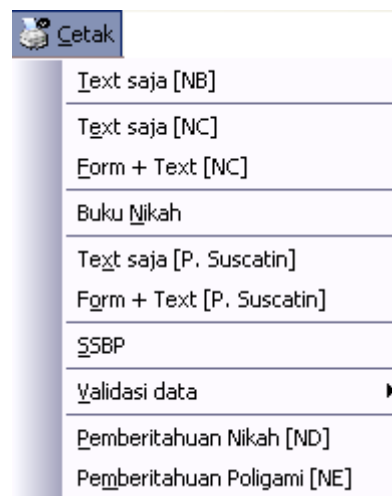 Cetak
Text saja [NB]
Text saja [NC]
Form + Text [NC]
Buku Nikah
Text saja [P. Suscatin]
Form + Text [P. Suscatin]
SSBP
Validasi data
Pemberitahuan Nikah [ND]
Pemberitahuan Poligami [NE]